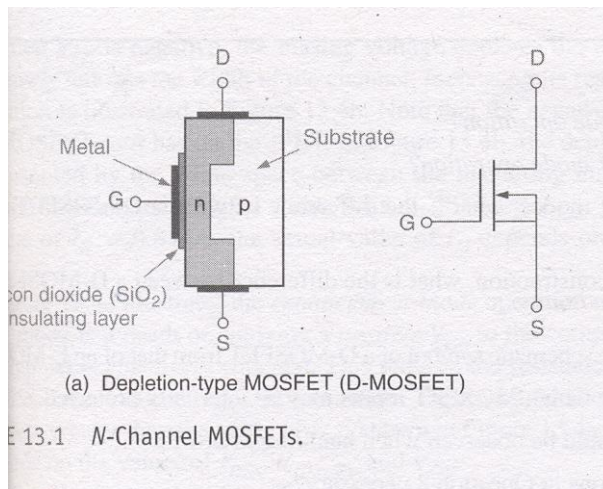 D
D
Metal
Substrate
G
n
p
G
con dioxide (SiO₂)
nsulating layer
S
S
(a) Depletion-type MOSFET (D-MOSFET)
E 13.1 N-Channel MOSFETs.